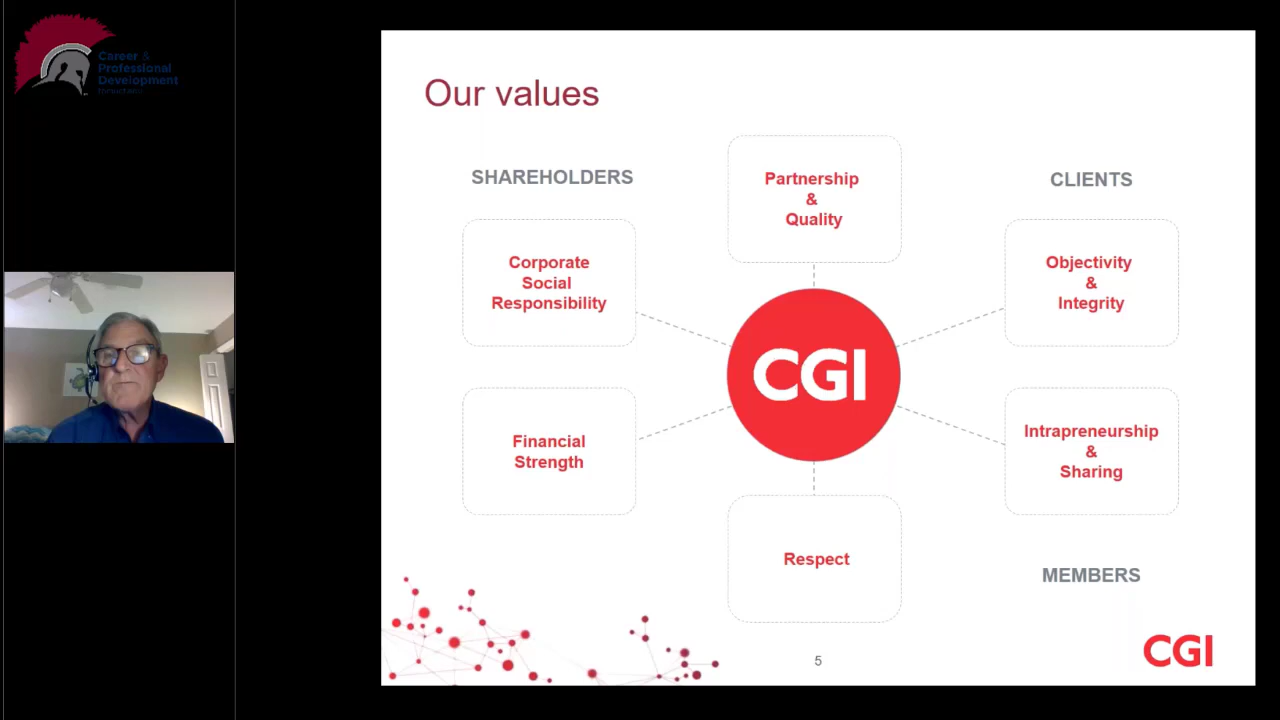 Career &
Professional
Development
Our values
SHAREHOLDERS
Partnership
&
Quality
CLIENTS
Corporate
Social
Responsibility
Objectivity
&
Integrity
CGI
Financial
Strength
Intrapreneurship
&
Sharing
Respect
MEMBERS
5
CGI